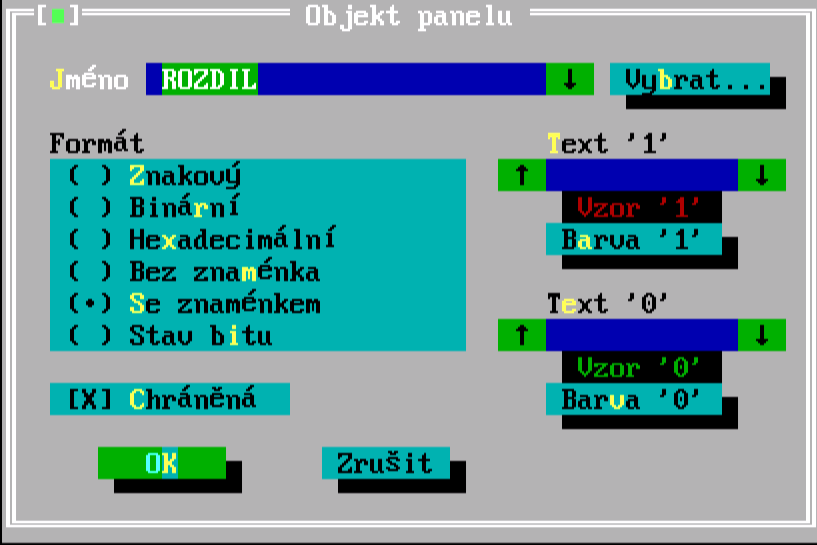 [■] Objekt panelu
Jméno ROZDIL ↓ Vybrat...
Formát
( ) Znakový
( ) Binární
( ) Hexadecimální
( ) Bez znaménka
(•) Se znaménkem
( ) Stav bitu
[X] Chráněná
Text '1'
↑ ↓
Vzor '1'
Barva '1'
Text '0'
↑ ↓
Vzor '0'
Barva '0'
OK Zrušit